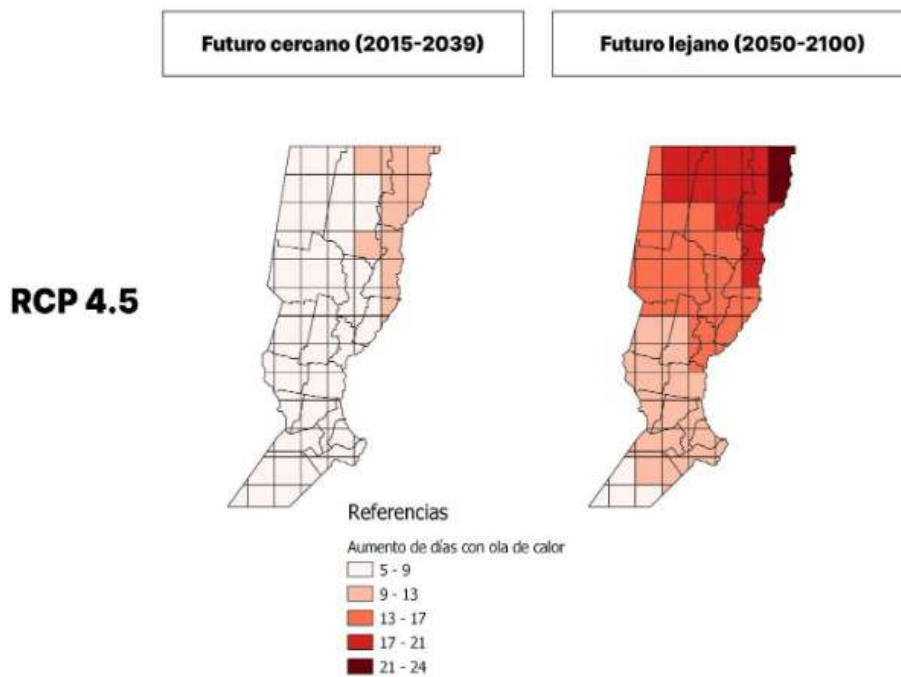 Futuro cercano (2015-2039)
Futuro lejano (2050-2100)
RCP 4.5
Referencias
Aumento de días con ola de calor
5 - 9
9 - 13
13 - 17
17 - 21
21 - 24